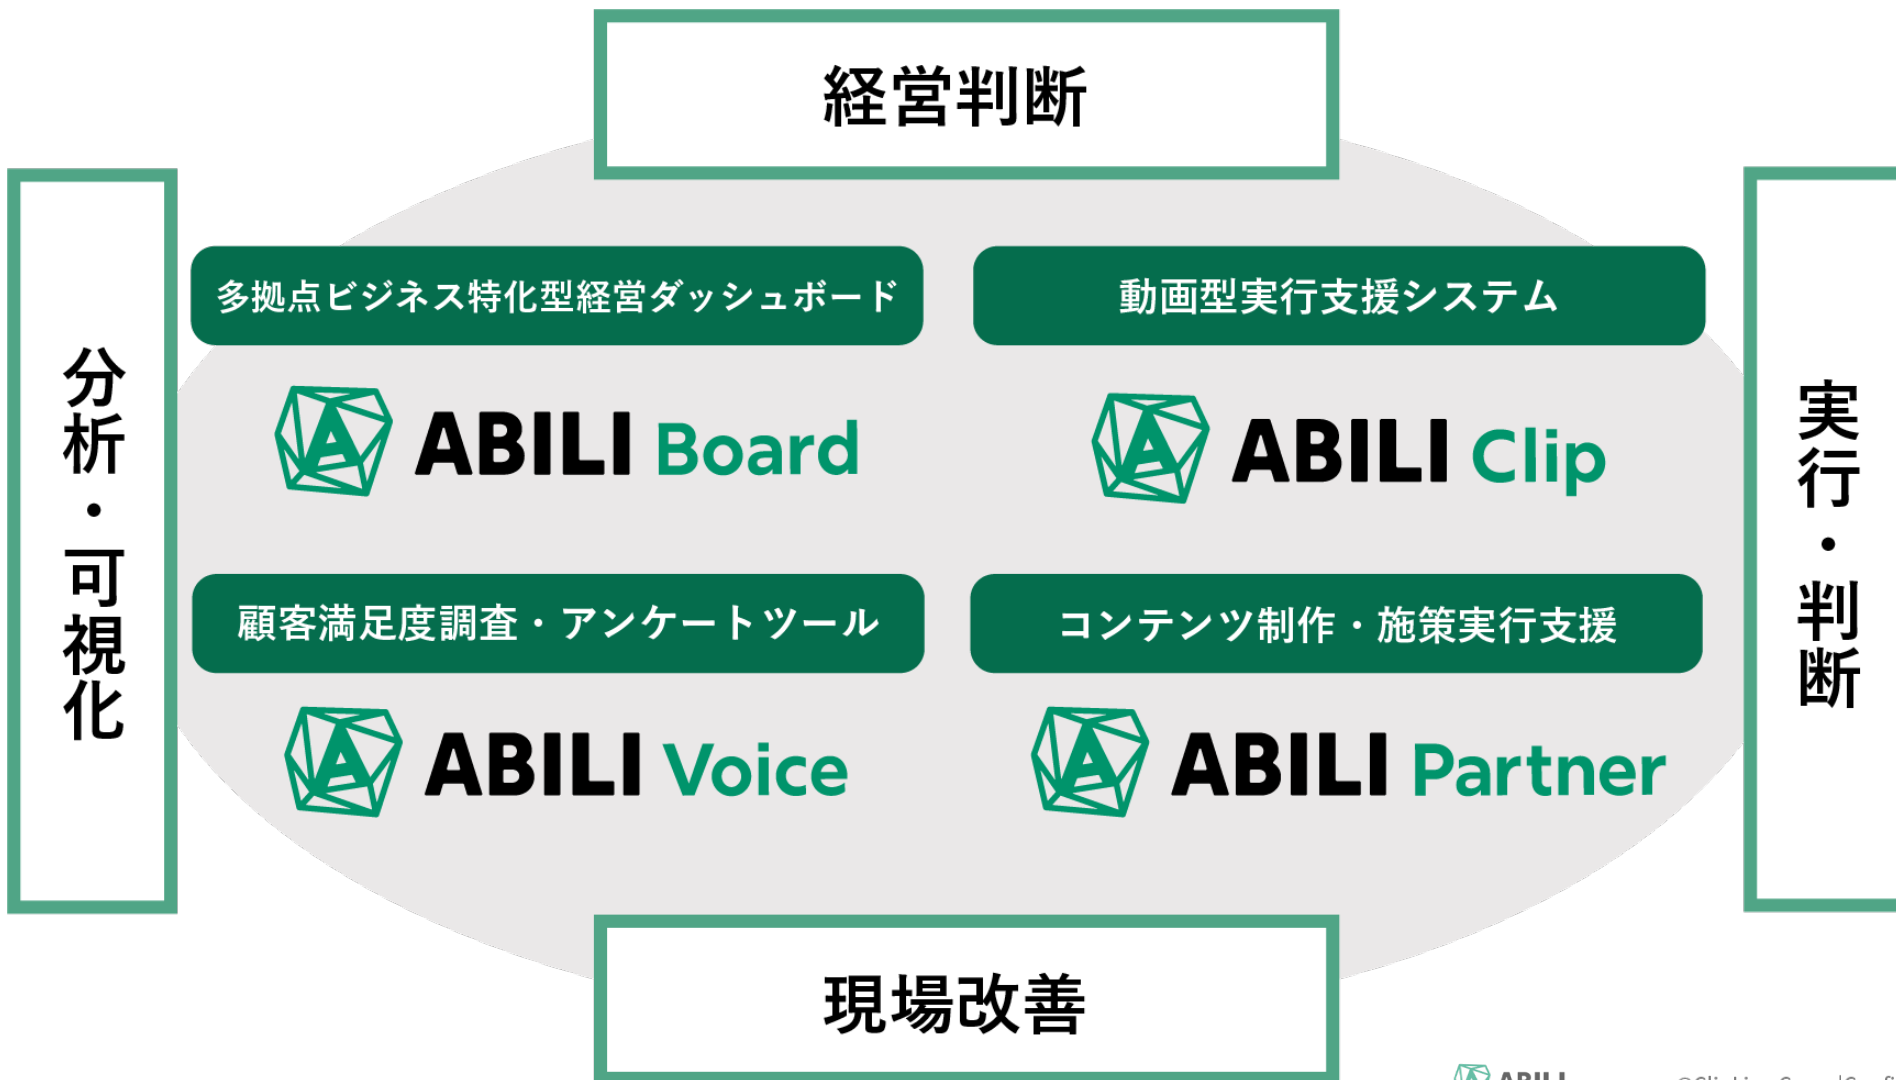 経営判断
分析・可視化
多拠点ビジネス特化型経営ダッシュボード
動画型実行支援システム
ABILI Board
ABILI Clip
実行・判断
顧客満足度調査・アンケートツール
コンテンツ制作・施策実行支援
ABILI Voice
ABILI Partner
現場改善
ABILI